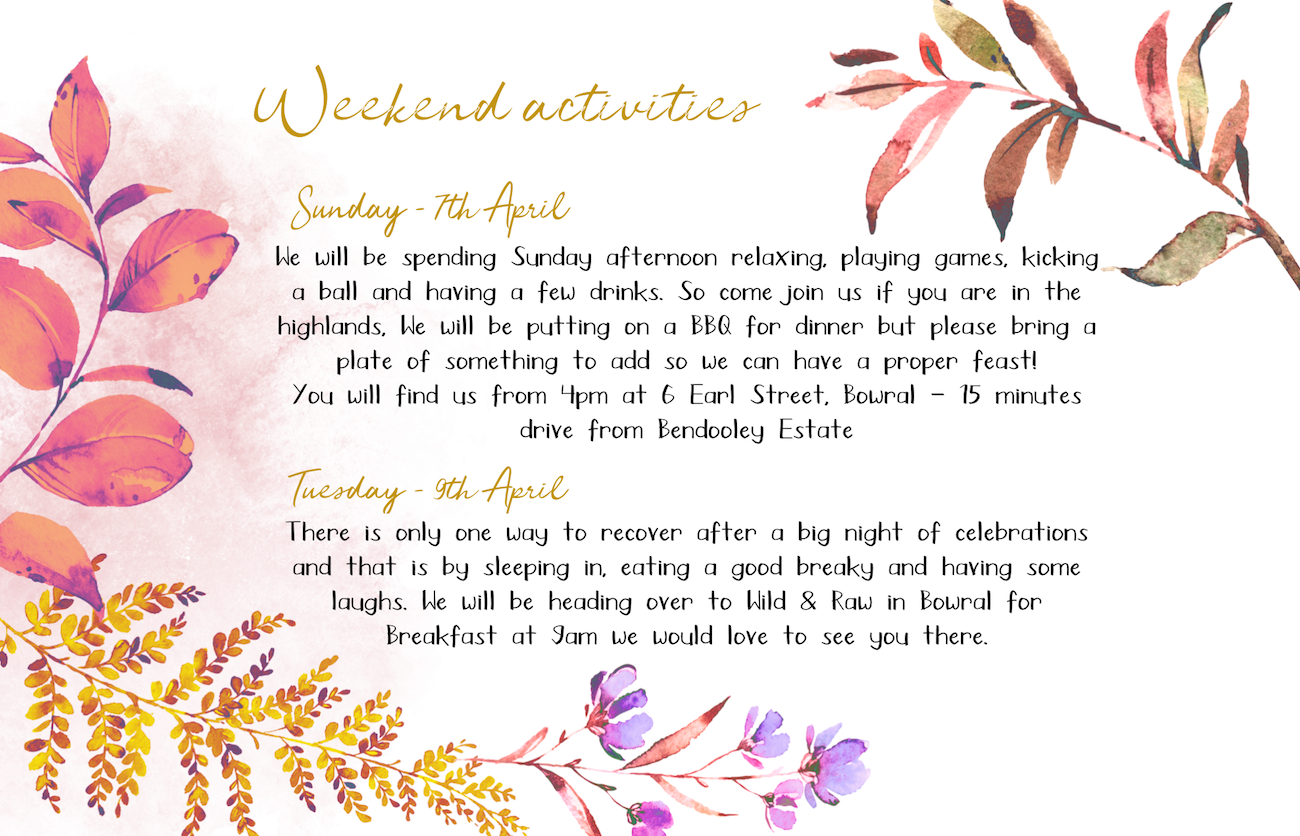 Weekend activities
Sunday - 7th April
We will be spending Sunday afternoon relaxing, playing games, kicking
a ball and having a few drinks. So come join us if you are in the
highlands, We will be putting on a BBQ for dinner but please bring a
plate of something to add so we can have a proper feast!
You will find us from 4pm at 6 Earl Street, Bowral – 15 minutes
drive from Bendooley Estate
Tuesday - 9th April
There is only one way to recover after a big night of celebrations
and that is by sleeping in, eating a good breaky and having some
laughs. We will be heading over to Wild & Raw in Bowral for
Breakfast at 9am we would love to see you there.